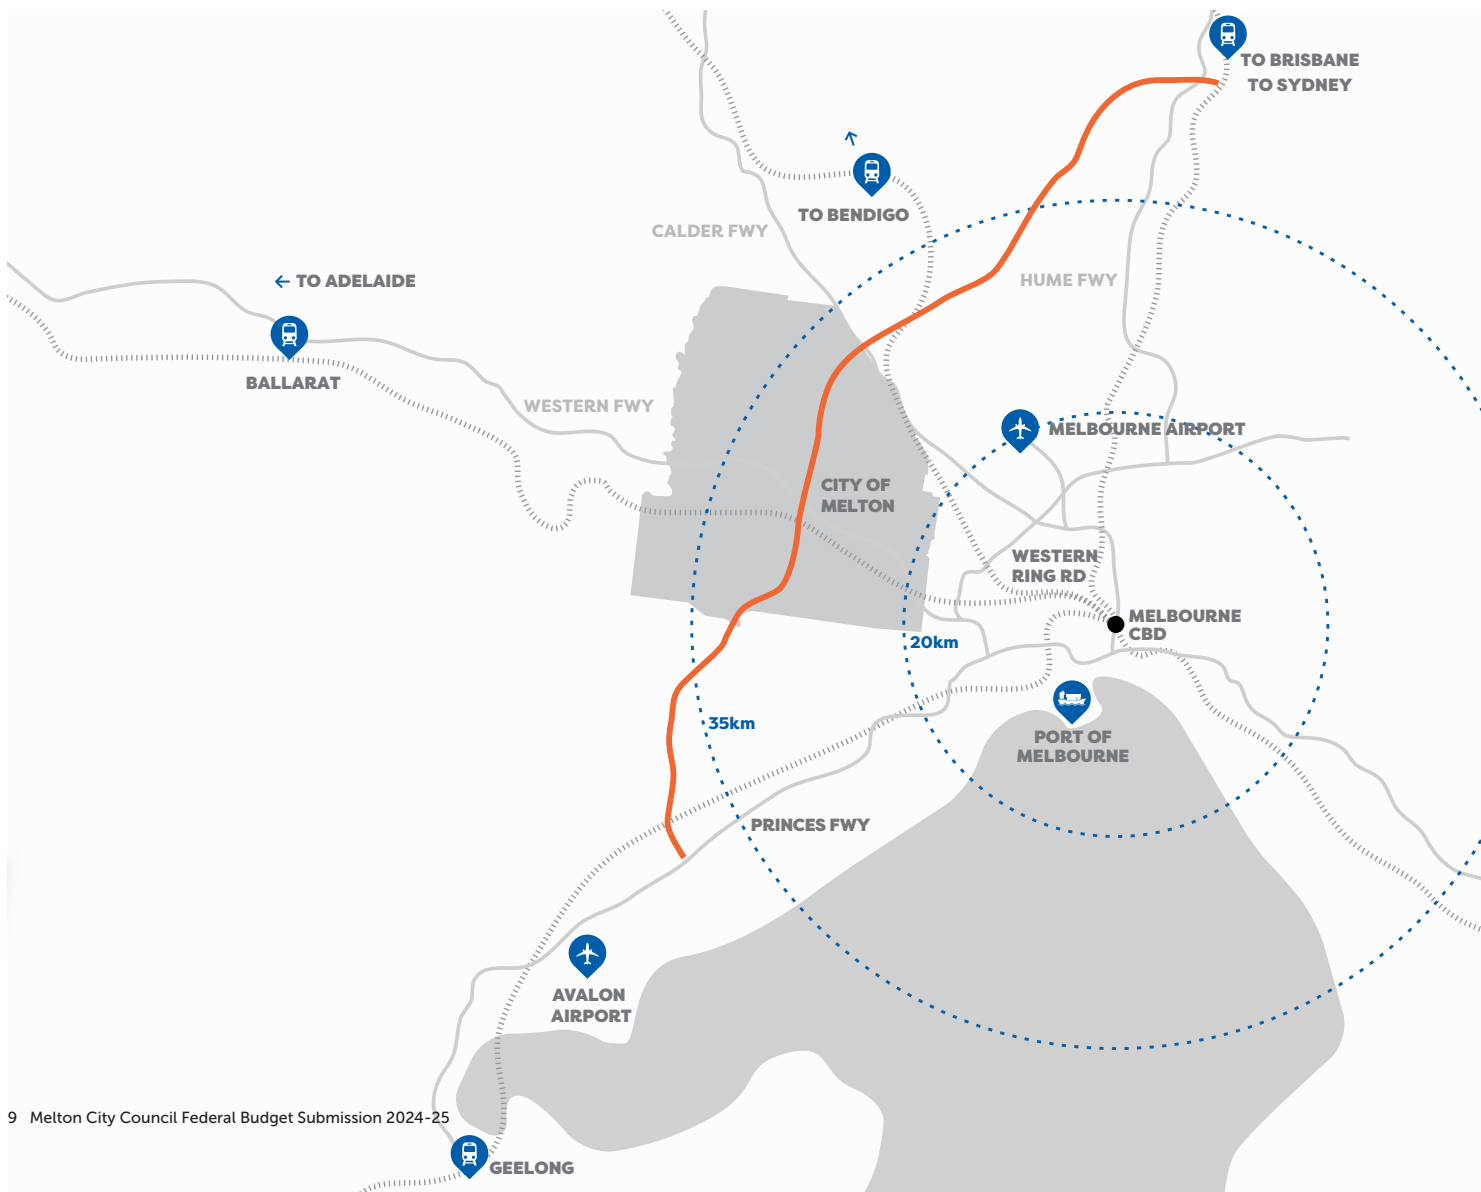 TO BRISBANE
TO SYDNEY
TO BENDIGO
CALDER FWY
HUME FWY
← TO ADELAIDE
BALLARAT
WESTERN FWY
MELBOURNE AIRPORT
CITY OF
MELTON
WESTERN
RING RD
MELBOURNE
CBD
20km
35km
PORT OF
MELBOURNE
PRINCES FWY
AVALON
AIRPORT
9 Melton City Council Federal Budget Submission 2024-25
GEELONG